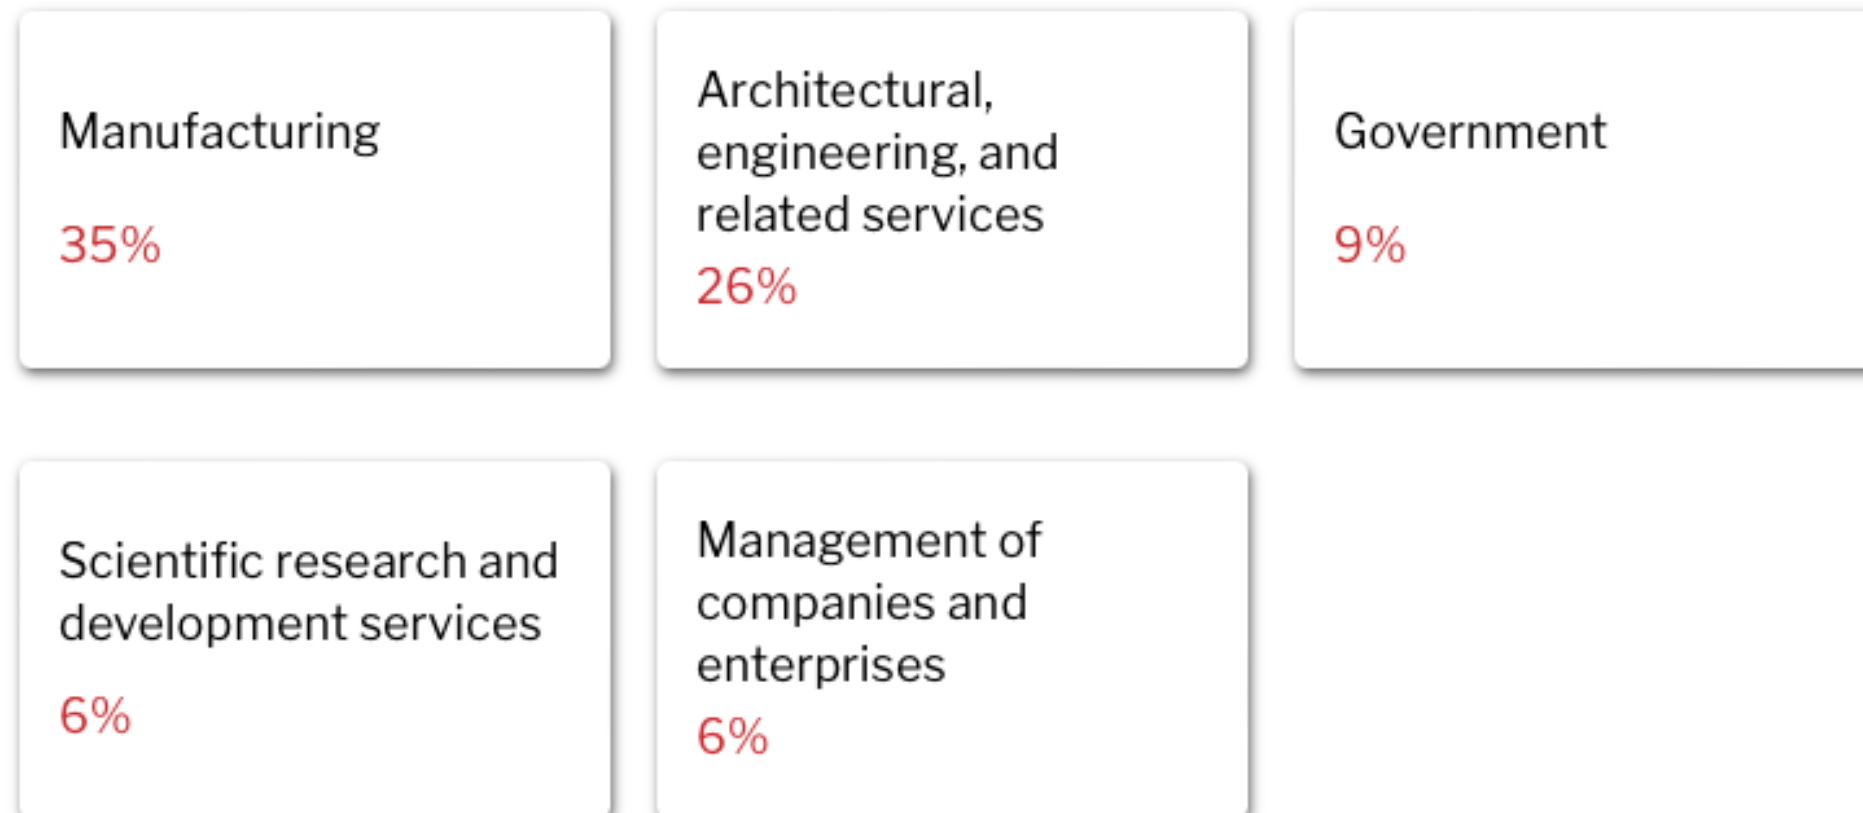 Manufacturing
35%
Architectural,
engineering, and
related services
26%
Government
9%
Scientific research and
development services
6%
Management of
companies and
enterprises
6%